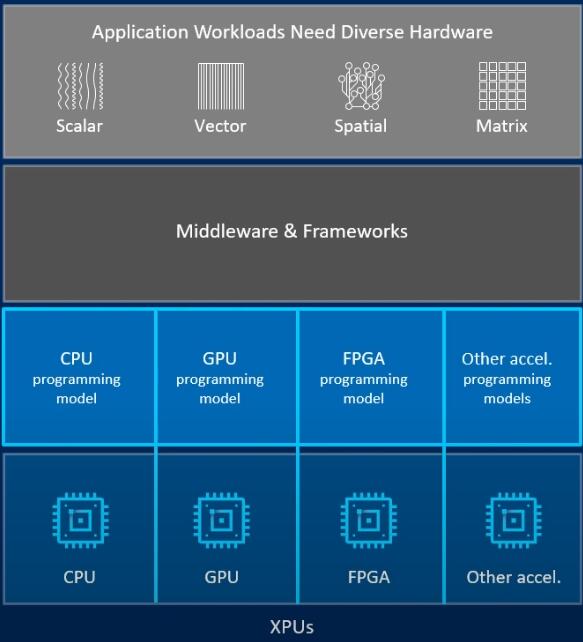 Application Workloads Need Diverse Hardware
Scalar
Vector
Spatial
Matrix
Middleware & Frameworks
CPU
programming
model
GPU
programming
model
FPGA
programming
model
Other accel.
programming
models
CPU
GPU
FPGA
Other accel.
XPUs